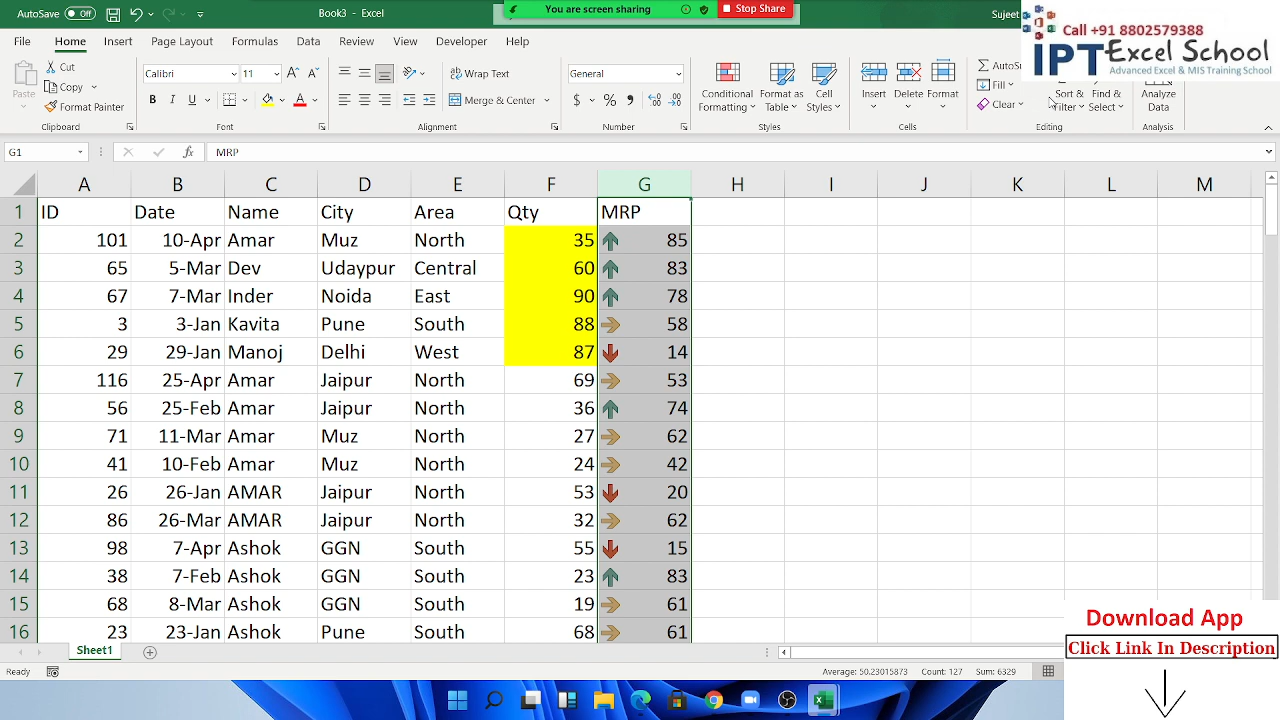 AutoSave Off Book3 - Excel You are screen sharing Stop Share Sujeet
Call +91 8802579388
IPT Excel School
Advanced Excel & MIS Training School
File Home Insert Page Layout Formulas Data Review View Developer Help
Paste Cut Copy Format Painter
Calibri 11 B I U
Wrap Text Merge & Center
General $ % ,
Conditional Formatting Format as Table Cell Styles
Insert Delete Format
Fill Clear Sort & Filter Find & Select Analyze Data
Clipboard Font Alignment Number Styles Cells Editing Analysis
G1 fx MRP
A B C D E F G H I J K L M
1 ID Date Name City Area Qty MRP
2 101 10-Apr Amar Muz North 35 85
3 65 5-Mar Dev Udaypur Central 60 83
4 67 7-Mar Inder Noida East 90 78
5 3 3-Jan Kavita Pune South 88 58
6 29 29-Jan Manoj Delhi West 87 14
7 116 25-Apr Amar Jaipur North 69 53
8 56 25-Feb Amar Jaipur North 36 74
9 71 11-Mar Amar Muz North 27 62
10 41 10-Feb Amar Muz North 24 42
11 26 26-Jan AMAR Jaipur North 53 20
12 86 26-Mar AMAR Jaipur North 32 62
13 98 7-Apr Ashok GGN South 55 15
14 38 7-Feb Ashok GGN South 23 83
15 68 8-Mar Ashok GGN South 19 61
16 23 23-Jan Ashok Pune South 68 61
Sheet1
Ready Average: 50.23015873 Count: 127 Sum: 6329
Download App
Click Link In Description